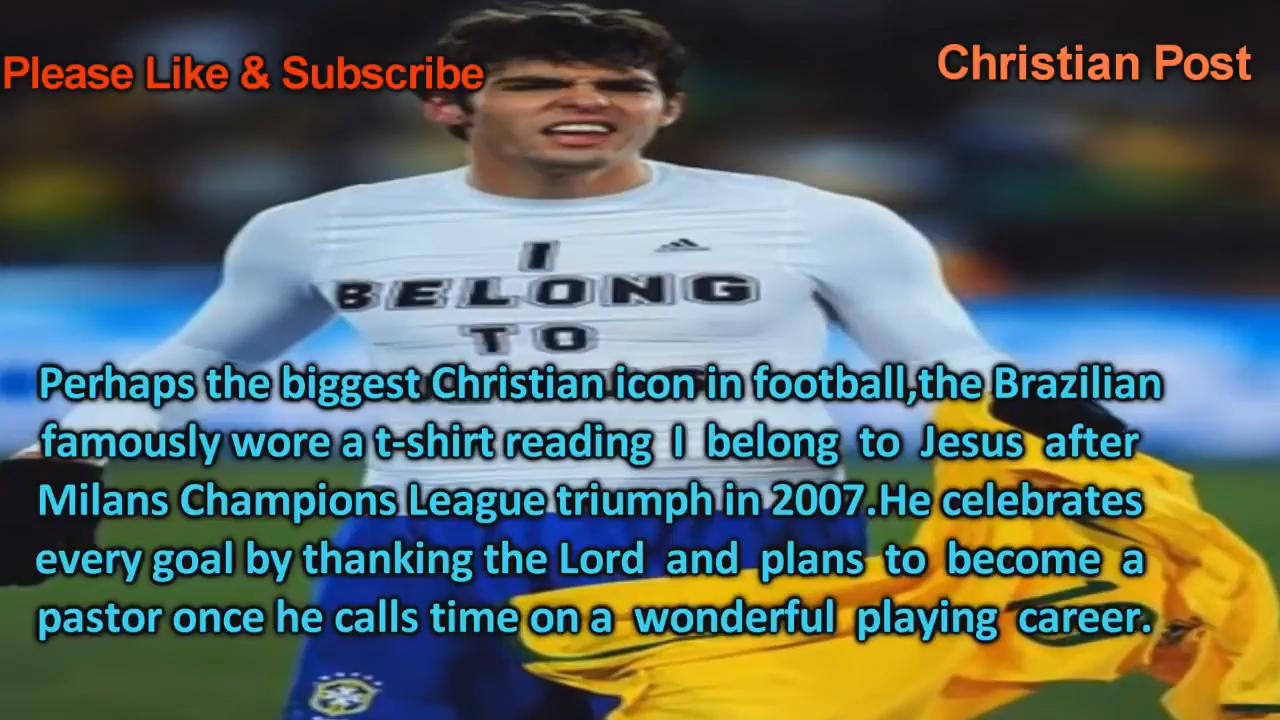 Please Like & Subscribe
Christian Post
I
BELONG
TO
Perhaps the biggest Christian icon in football,the Brazilian
famously wore a t-shirt reading I belong to Jesus after
Milans Champions League triumph in 2007.He celebrates
every goal by thanking the Lord and plans to become a
pastor once he calls time on a wonderful playing career.